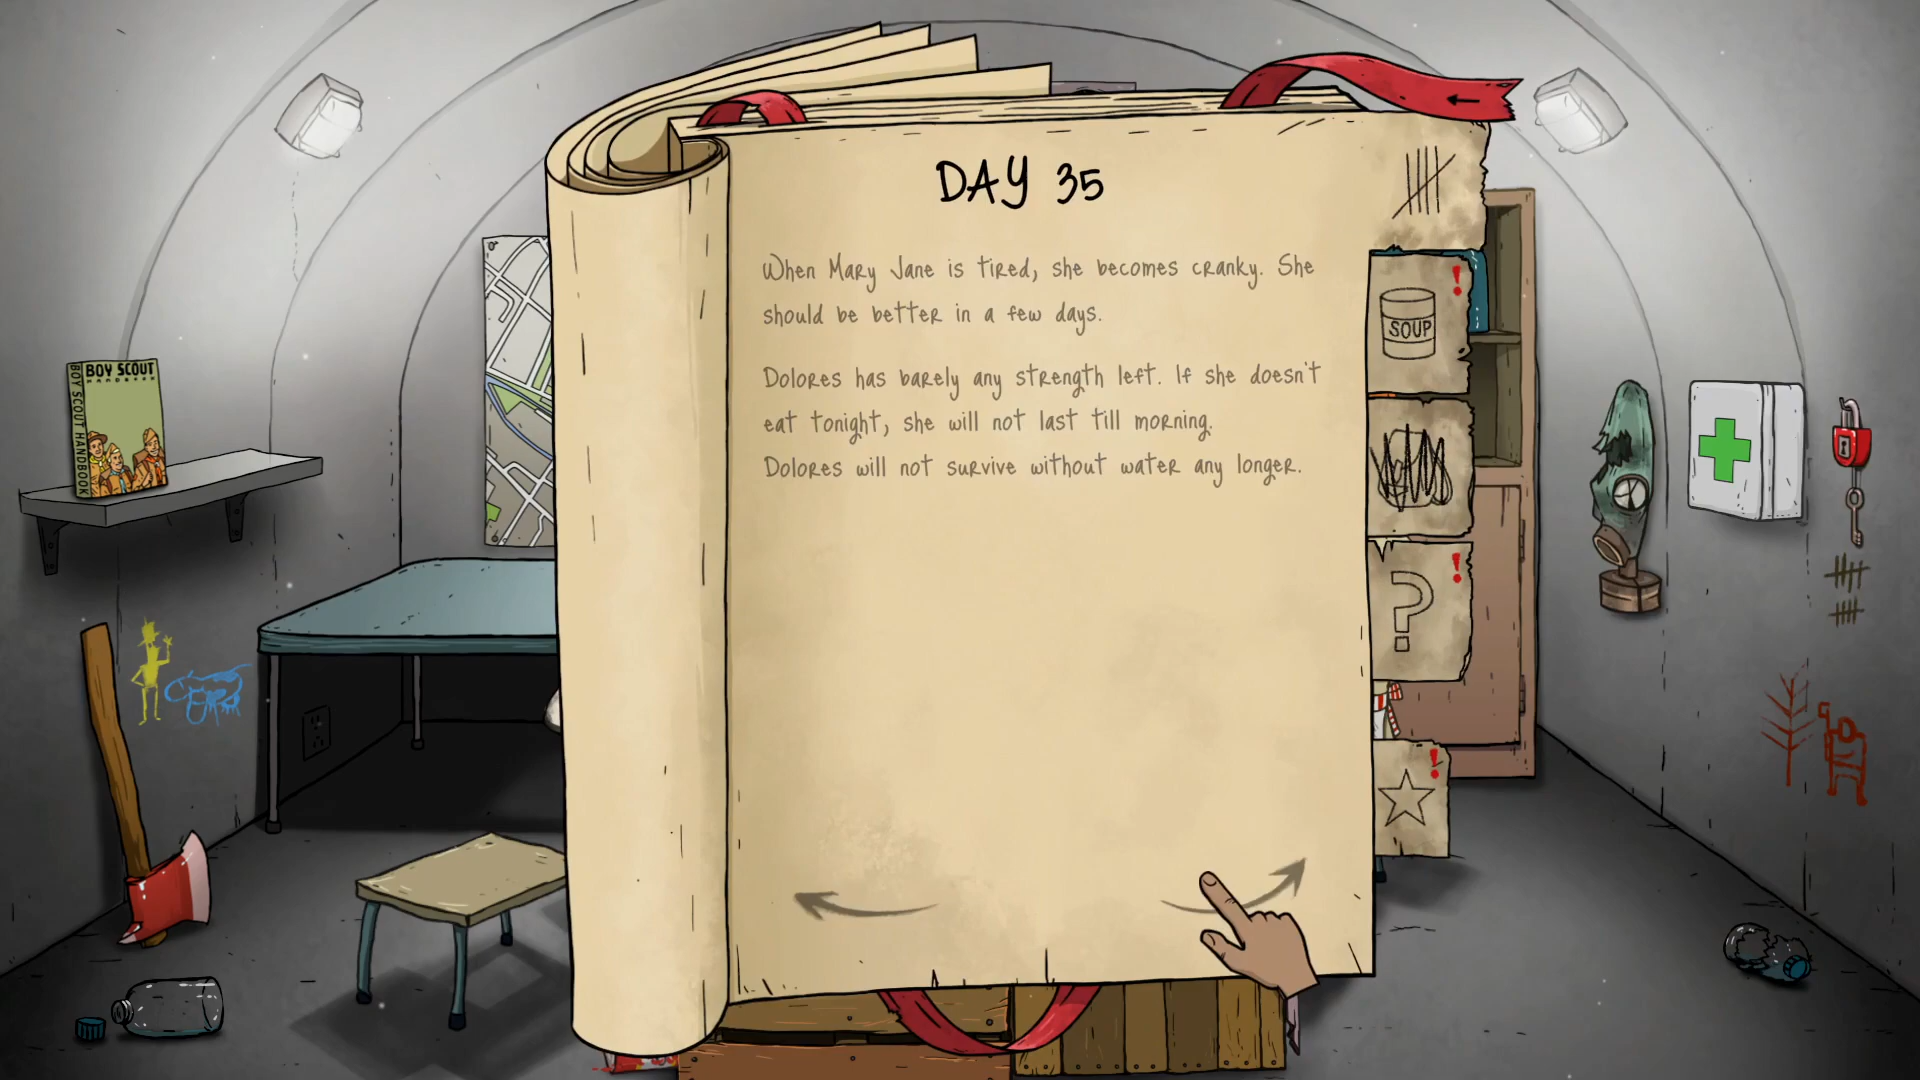 DAY 35
When Mary Jane is tired, she becomes cranky. She
should be better in a few days.
Dolores has barely any strength left. If she doesn't
eat tonight, she will not last till morning.
Dolores will not survive without water any longer.
SOUP
BOY SCOUT
HANDBOOK
BOY SCOUT HANDBOOK